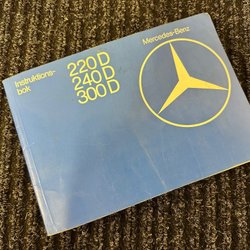 Instruktions-
bok
220 D
240 D
300 D
Mercedes-Benz